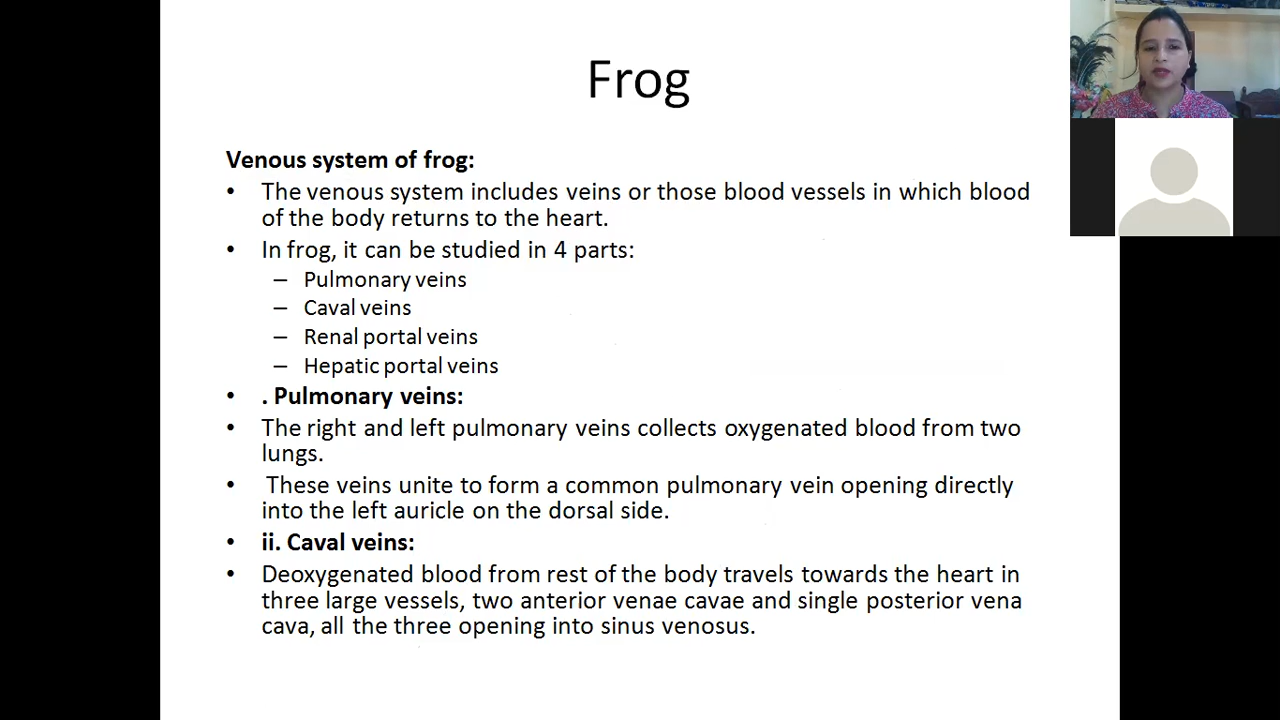 Frog
Venous system of frog:
• The venous system includes veins or those blood vessels in which blood
of the body returns to the heart.
• In frog, it can be studied in 4 parts:
– Pulmonary veins
– Caval veins
– Renal portal veins
– Hepatic portal veins
• . Pulmonary veins:
• The right and left pulmonary veins collects oxygenated blood from two
lungs.
• These veins unite to form a common pulmonary vein opening directly
into the left auricle on the dorsal side.
• ii. Caval veins:
• Deoxygenated blood from rest of the body travels towards the heart in
three large vessels, two anterior venae cavae and single posterior vena
cava, all the three opening into sinus venosus.